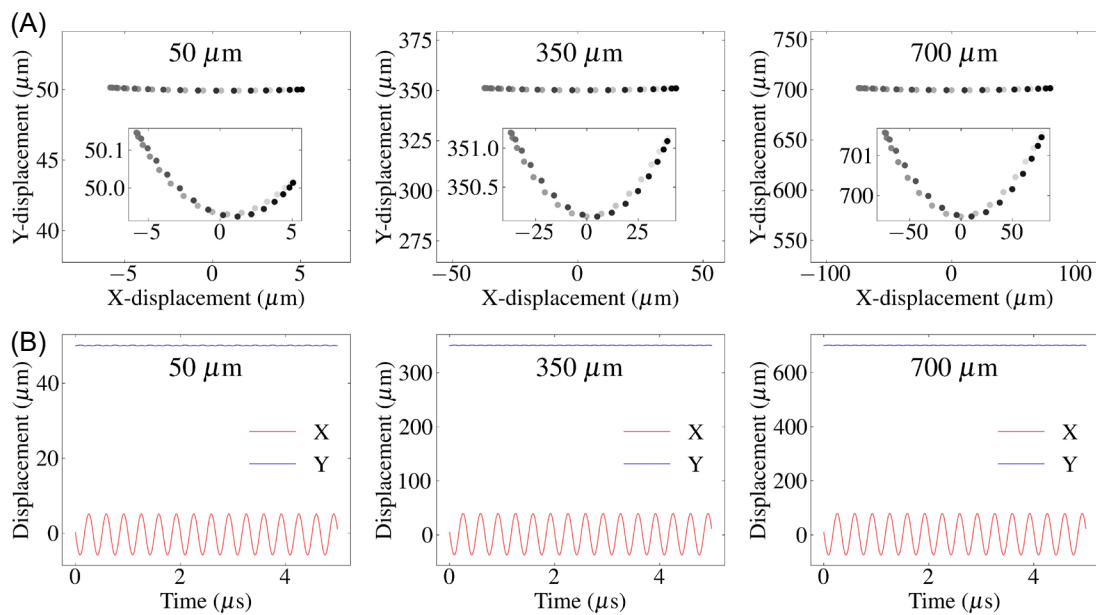 (A)
50 μm
Y-displacement (μm)
50
45
40
50.1
50.0
−5
0
5
−5
0
5
X-displacement (μm)
350 μm
Y-displacement (μm)
375
350
325
300
275
351.0
350.5
−25
0
25
−50
0
50
X-displacement (μm)
700 μm
Y-displacement (μm)
750
700
650
600
550
701
700
−50
0
50
−100
0
100
X-displacement (μm)
(B)
50 μm
Displacement (μm)
40
20
0
X
Y
0
2
4
Time (μs)
350 μm
Displacement (μm)
300
200
100
0
X
Y
0
2
4
Time (μs)
700 μm
Displacement (μm)
600
400
200
0
X
Y
0
2
4
Time (μs)